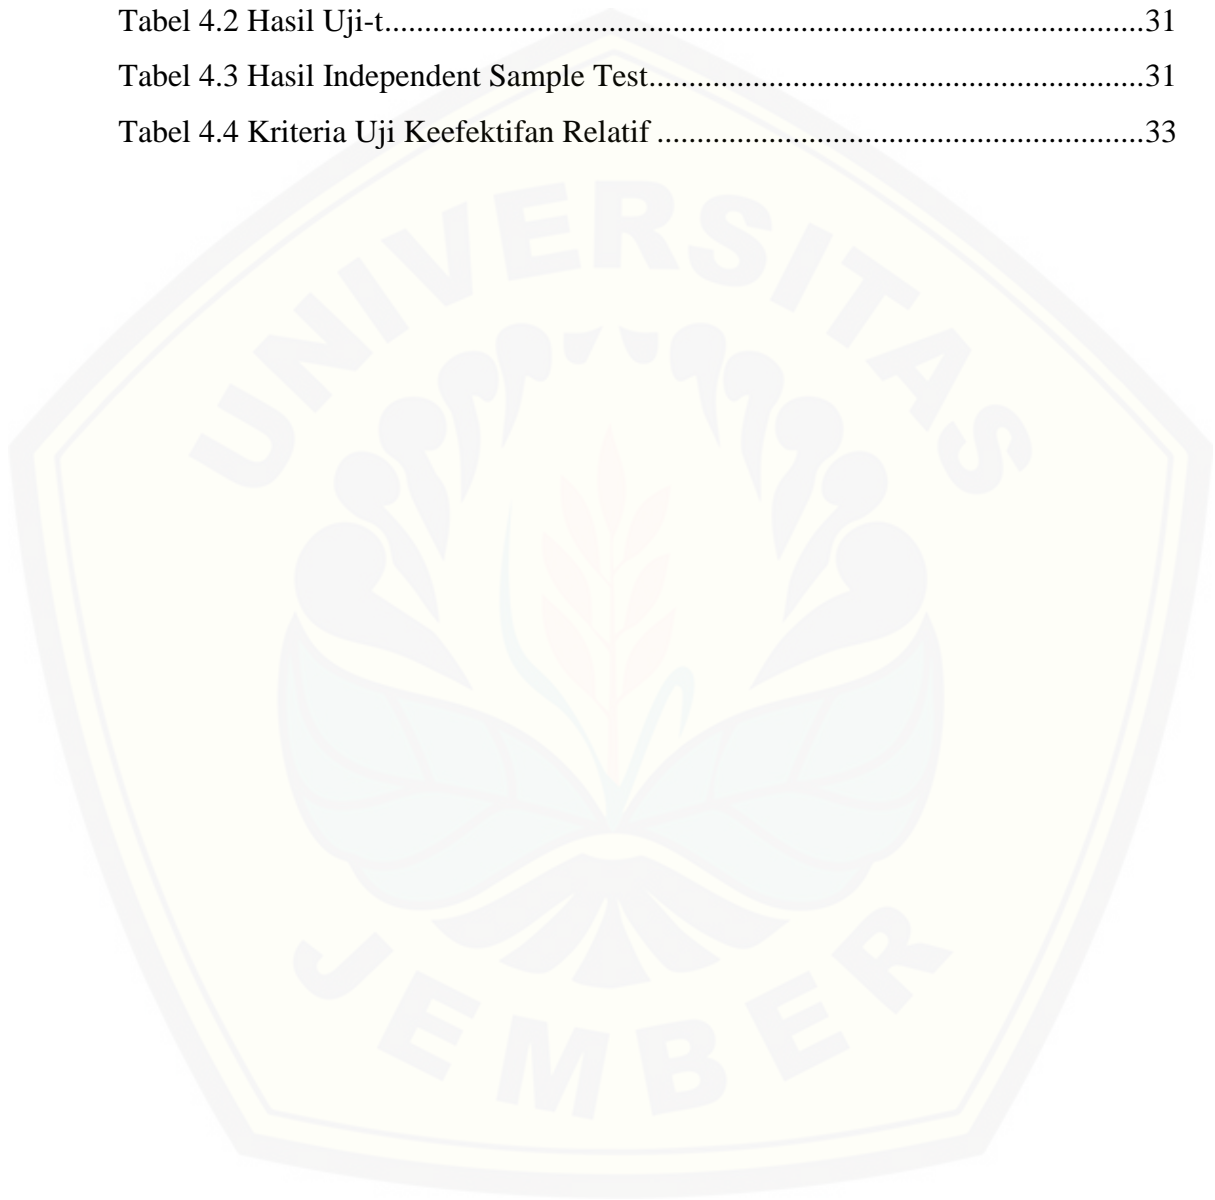 Tabel 4.2 Hasil Uji-t...............................................................................................31
Tabel 4.3 Hasil Independent Sample Test..............................................................31
Tabel 4.4 Kriteria Uji Keefektifan Relatif .............................................................33
UNIVERSITAS
JEMBER